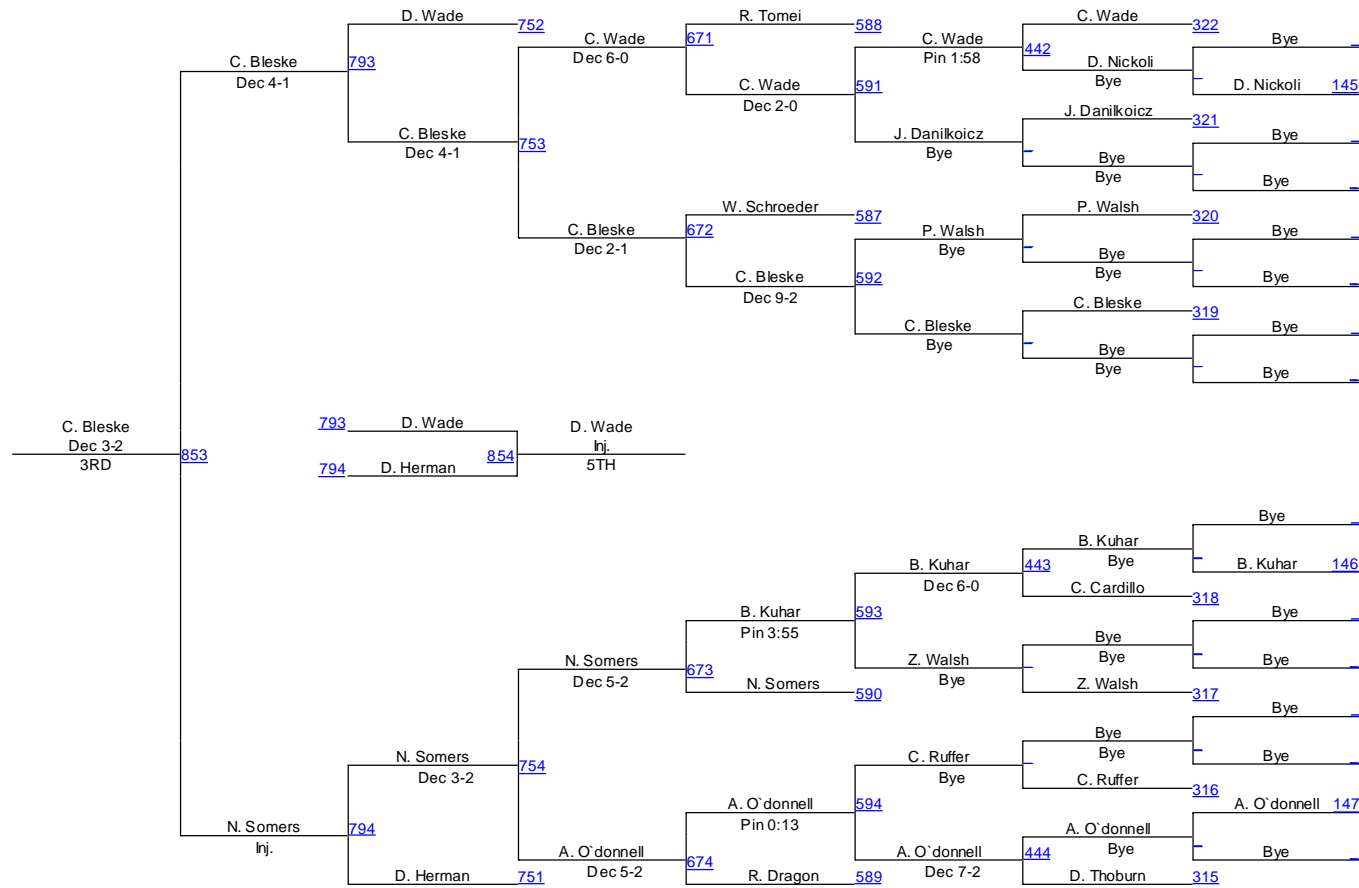 D. Wade 752
R. Tomei 588
C. Wade 322
C. Wade 671
Dec 6-0
C. Wade
Pin 1:58
442
Bye
C. Bleske 793
Dec 4-1
D. Nickoli
Bye
C. Wade 591
Dec 2-0
D. Nickoli 145
J. Danilkoicz 321
C. Bleske
Dec 4-1
753
J. Danilkoicz
Bye
Bye
Bye
Bye
Bye
W. Schroeder 587
P. Walsh 320
C. Bleske 672
Dec 2-1
P. Walsh
Bye
Bye
Bye
Bye
C. Bleske 592
Dec 9-2
Bye
C. Bleske 319
C. Bleske
Bye
Bye
Bye
Bye
Bye
C. Bleske
Dec 3-2
853
3RD
793 D. Wade
854
794 D. Herman
D. Wade
Inj.
5TH
Bye
B. Kuhar
Bye
B. Kuhar 443
Dec 6-0
B. Kuhar 146
C. Cardillo 318
B. Kuhar 593
Pin 3:55
Bye
Bye
Bye
N. Somers 673
Dec 5-2
Z. Walsh
Bye
Bye
N. Somers 590
Z. Walsh 317
Bye
Bye
Bye
N. Somers 754
Dec 3-2
C. Ruffer
Bye
Bye
C. Ruffer 316
A. O`donnell 594
Pin 0:13
A. O`donnell 147
N. Somers 794
Inj.
A. O`donnell
Bye
A. O`donnell 674
Dec 5-2
A. O`donnell 444
Dec 7-2
Bye
D. Herman 751
R. Dragon 589
D. Thoburn 315